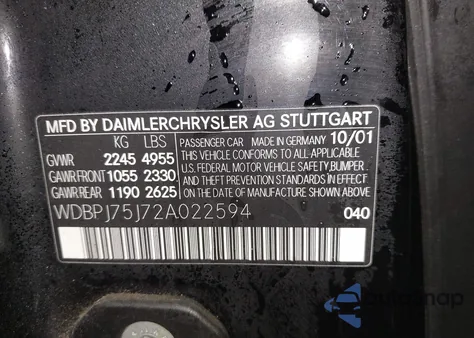 MFD BY DAIMLERCHRYSLER AG STUTTGART
KG LBS
GVWR 2245 4955
GAWR.FRONT 1055 2330
GAWR.REAR 1190 2625
PASSENGER CAR MADE IN GERMANY 10/01
THIS VEHICLE CONFORMS TO ALL APPLICABLE
U.S. FEDERAL MOTOR VEHICLE SAFETY, BUMPER,
AND THEFT PREVENTION STANDARDS IN EFFECT
ON THE DATE OF MANUFACTURE SHOWN ABOVE.
WDBPJ75J72A022594
040
AutoSnap